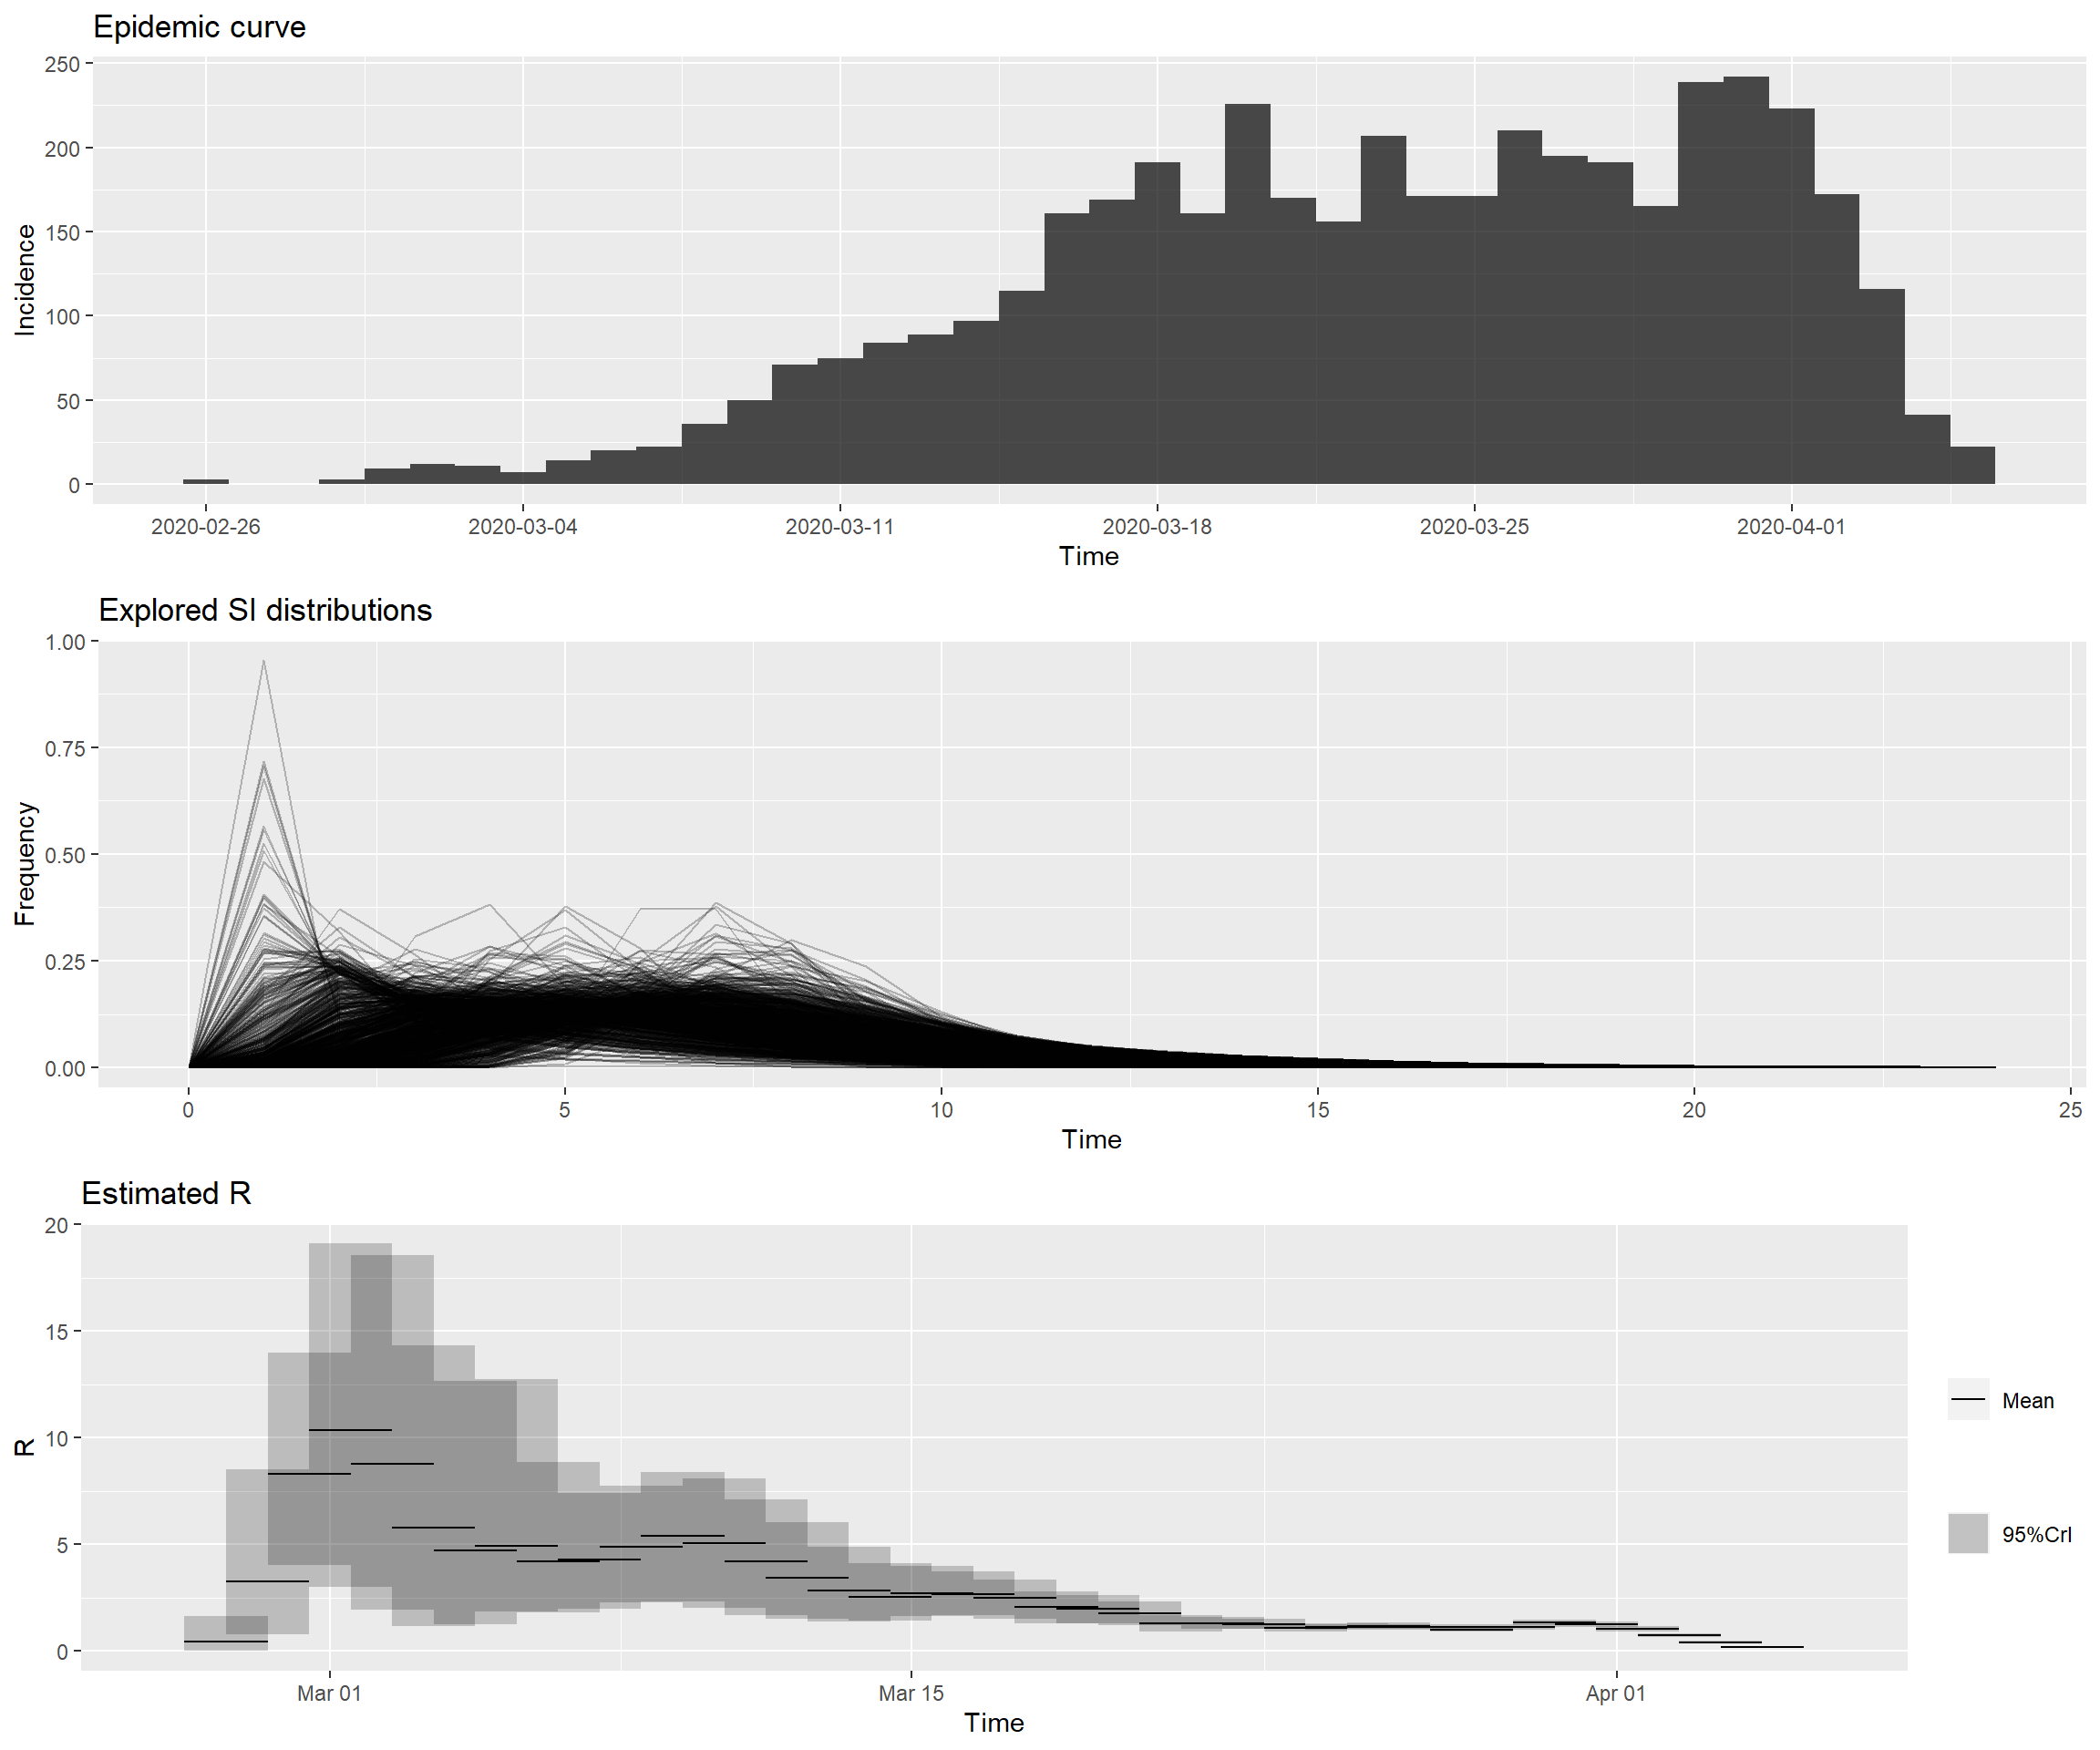 Epidemic curve
250
200
150
100
50
0
Incidence
2020-02-26 2020-03-04 2020-03-11 2020-03-18 2020-03-25 2020-04-01
Time
Explored SI distributions
1.00
0.75
0.50
0.25
0.00
Frequency
0 5 10 15 20 25
Time
Estimated R
20
15
10
5
0
R
Mar 01 Mar 15 Apr 01
Time
Mean
95%CrI